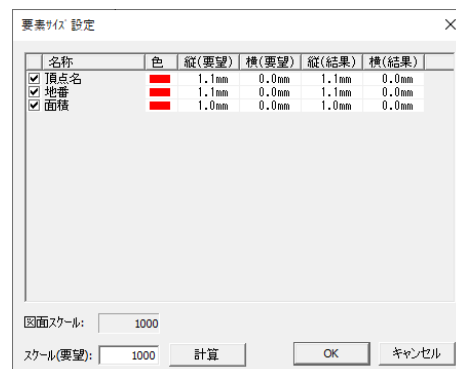 要素ｻｲｽﾞ設定
名称 色 縦(要望) 横(要望) 縦(結果) 横(結果)
頂点名 1.1mm 0.0mm 1.1mm 0.0mm
地番 1.1mm 0.0mm 1.1mm 0.0mm
面積 1.0mm 0.0mm 1.0mm 0.0mm
図面スケール: 1000
スケール(要望): 1000 計算 OK キャンセル